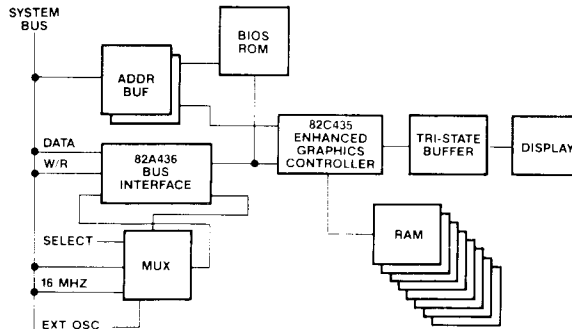 SYSTEM
BUS
BIOS
ROM
ADDR
BUF
82C435
ENHANCED
GRAPHICS
CONTROLLER
TRI-STATE
BUFFER
DISPLAY
DATA
W/R
82A436
BUS
INTERFACE
SELECT
MUX
RAM
16 MHZ
EXT OSC